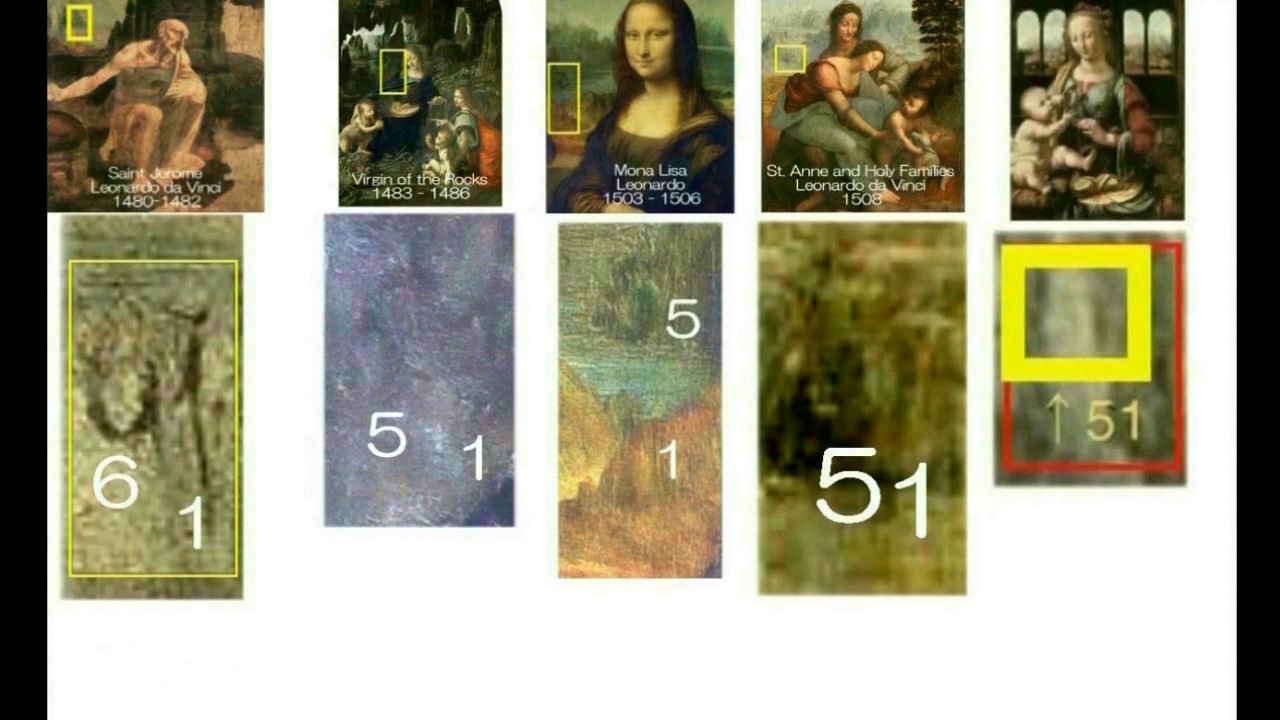 Saint Jerome
Leonardo da Vinci
1480-1482
Virgin of the Rocks
1483 - 1486
Mona Lisa
Leonardo
1503 - 1506
St. Anne and Holy Families
Leonardo da Vinci
1508
6
1
5
1
5
1
51
↑ 51